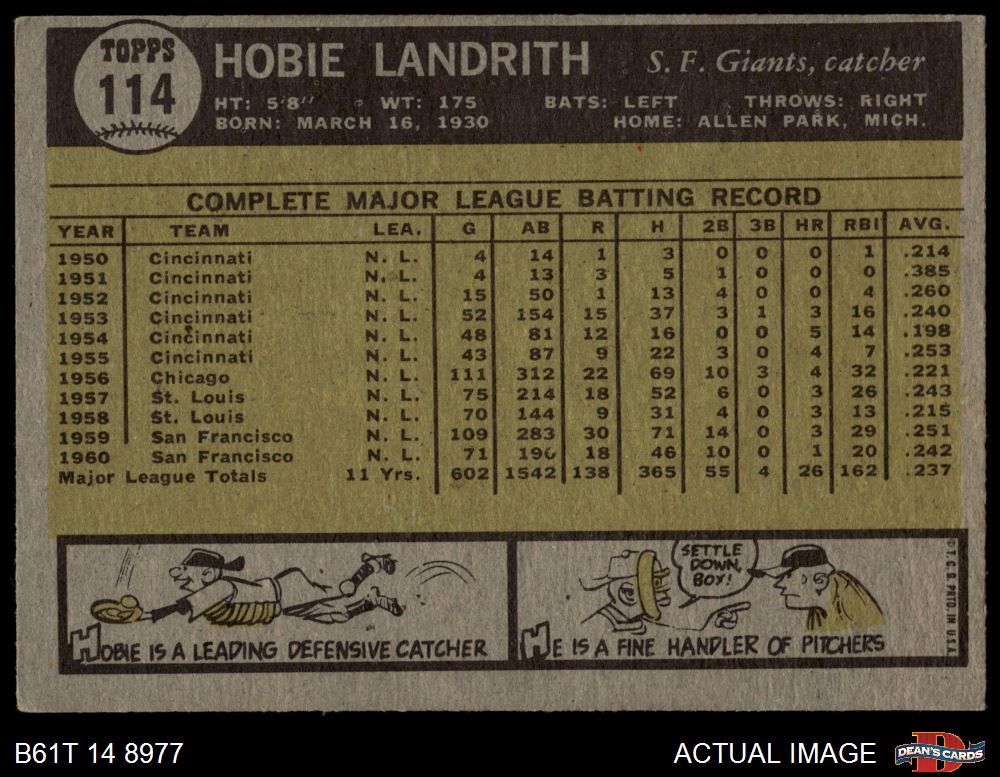 TOPPS
114
HOBIE LANDRITH S. F. Giants, catcher
HT: 5'8" WT: 175 BATS: LEFT THROWS: RIGHT
BORN: MARCH 16, 1930 HOME: ALLEN PARK, MICH.
COMPLETE MAJOR LEAGUE BATTING RECORD
YEAR TEAM LEA. G AB R H 2B 3B HR RBI AVG.
1950 Cincinnati N. L. 4 14 1 3 0 0 0 1 .214
1951 Cincinnati N. L. 4 13 3 5 1 0 0 0 .385
1952 Cincinnati N. L. 15 50 1 13 4 0 0 4 .260
1953 Cincinnati N. L. 52 154 15 37 3 1 3 16 .240
1954 Cincinnati N. L. 48 81 12 16 0 0 5 14 .198
1955 Cincinnati N. L. 43 87 9 22 3 0 4 7 .253
1956 Chicago N. L. 111 312 22 69 10 3 4 32 .221
1957 St. Louis N. L. 75 214 18 52 6 0 3 26 .243
1958 St. Louis N. L. 70 144 9 31 4 0 3 13 .215
1959 San Francisco N. L. 109 283 30 71 14 0 3 29 .251
1960 San Francisco N. L. 71 190 18 46 10 0 1 20 .242
Major League Totals 11 Yrs. 602 1542 138 365 55 4 26 162 .237
HOBIE IS A LEADING DEFENSIVE CATCHER
SETTLE
DOWN,
BOY!
HE IS A FINE HANDLER OF PITCHERS
© T. C. G. PRTD. IN U.S.A.
B61T 14 8977
ACTUAL IMAGE
D
DEAN'S CARDS